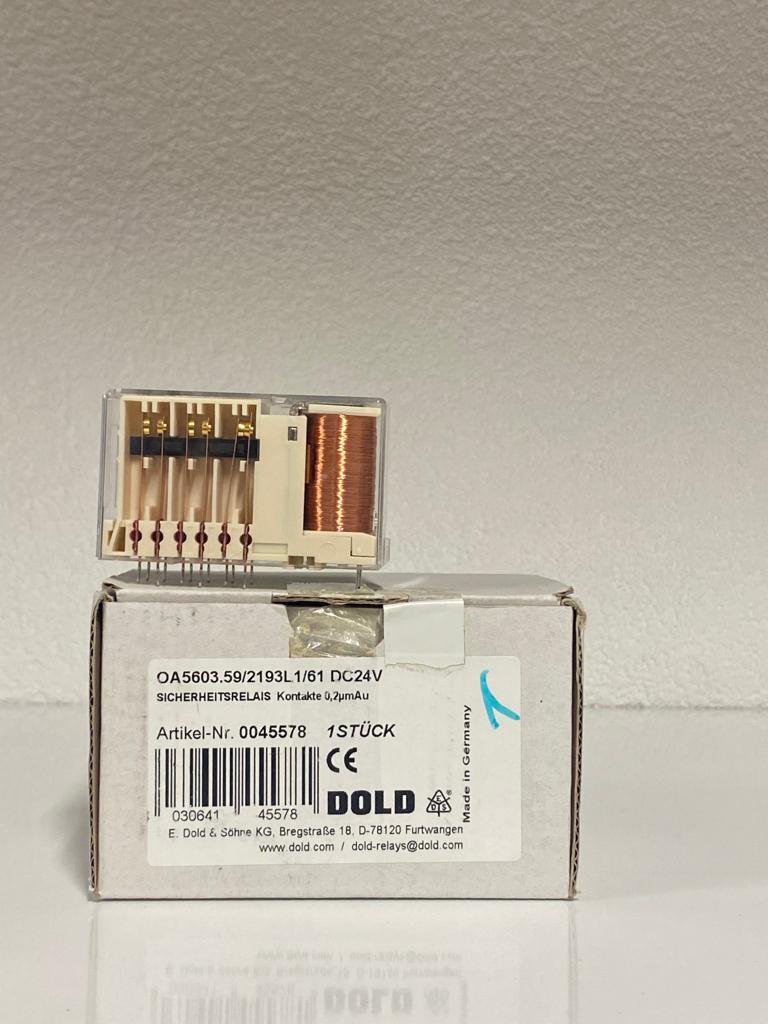 OA5603.59/2193L1/61 DC24V
SICHERHEITSRELAIS Kontakte 0,2µmAu
Artikel-Nr. 0045578 1STÜCK
CE
030641 45578
DOLD
E D S ®
Made in Germany
E. Dold & Söhne KG, Bregstraße 18, D-78120 Furtwangen
www.dold.com / dold-relays@dold.com
1